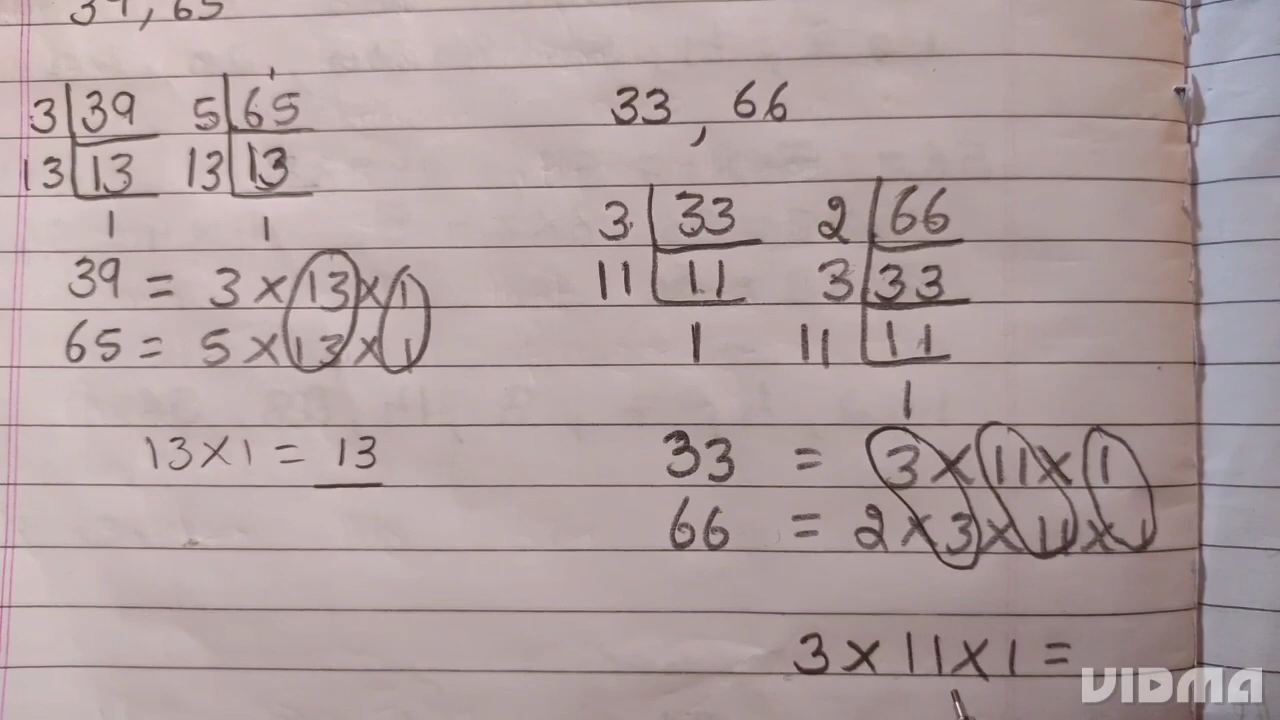 39, 65
3 39
13 13
1
5 65
13 13
1
39 = 3 × 13 × 1
65 = 5 × 13 × 1
13 × 1 = 13
33, 66
3 33
11 11
1
2 66
3 33
11 11
1
33 = 3 × 11 × 1
66 = 2 × 3 × 11 × 1
3 × 11 × 1 =
VIDMA